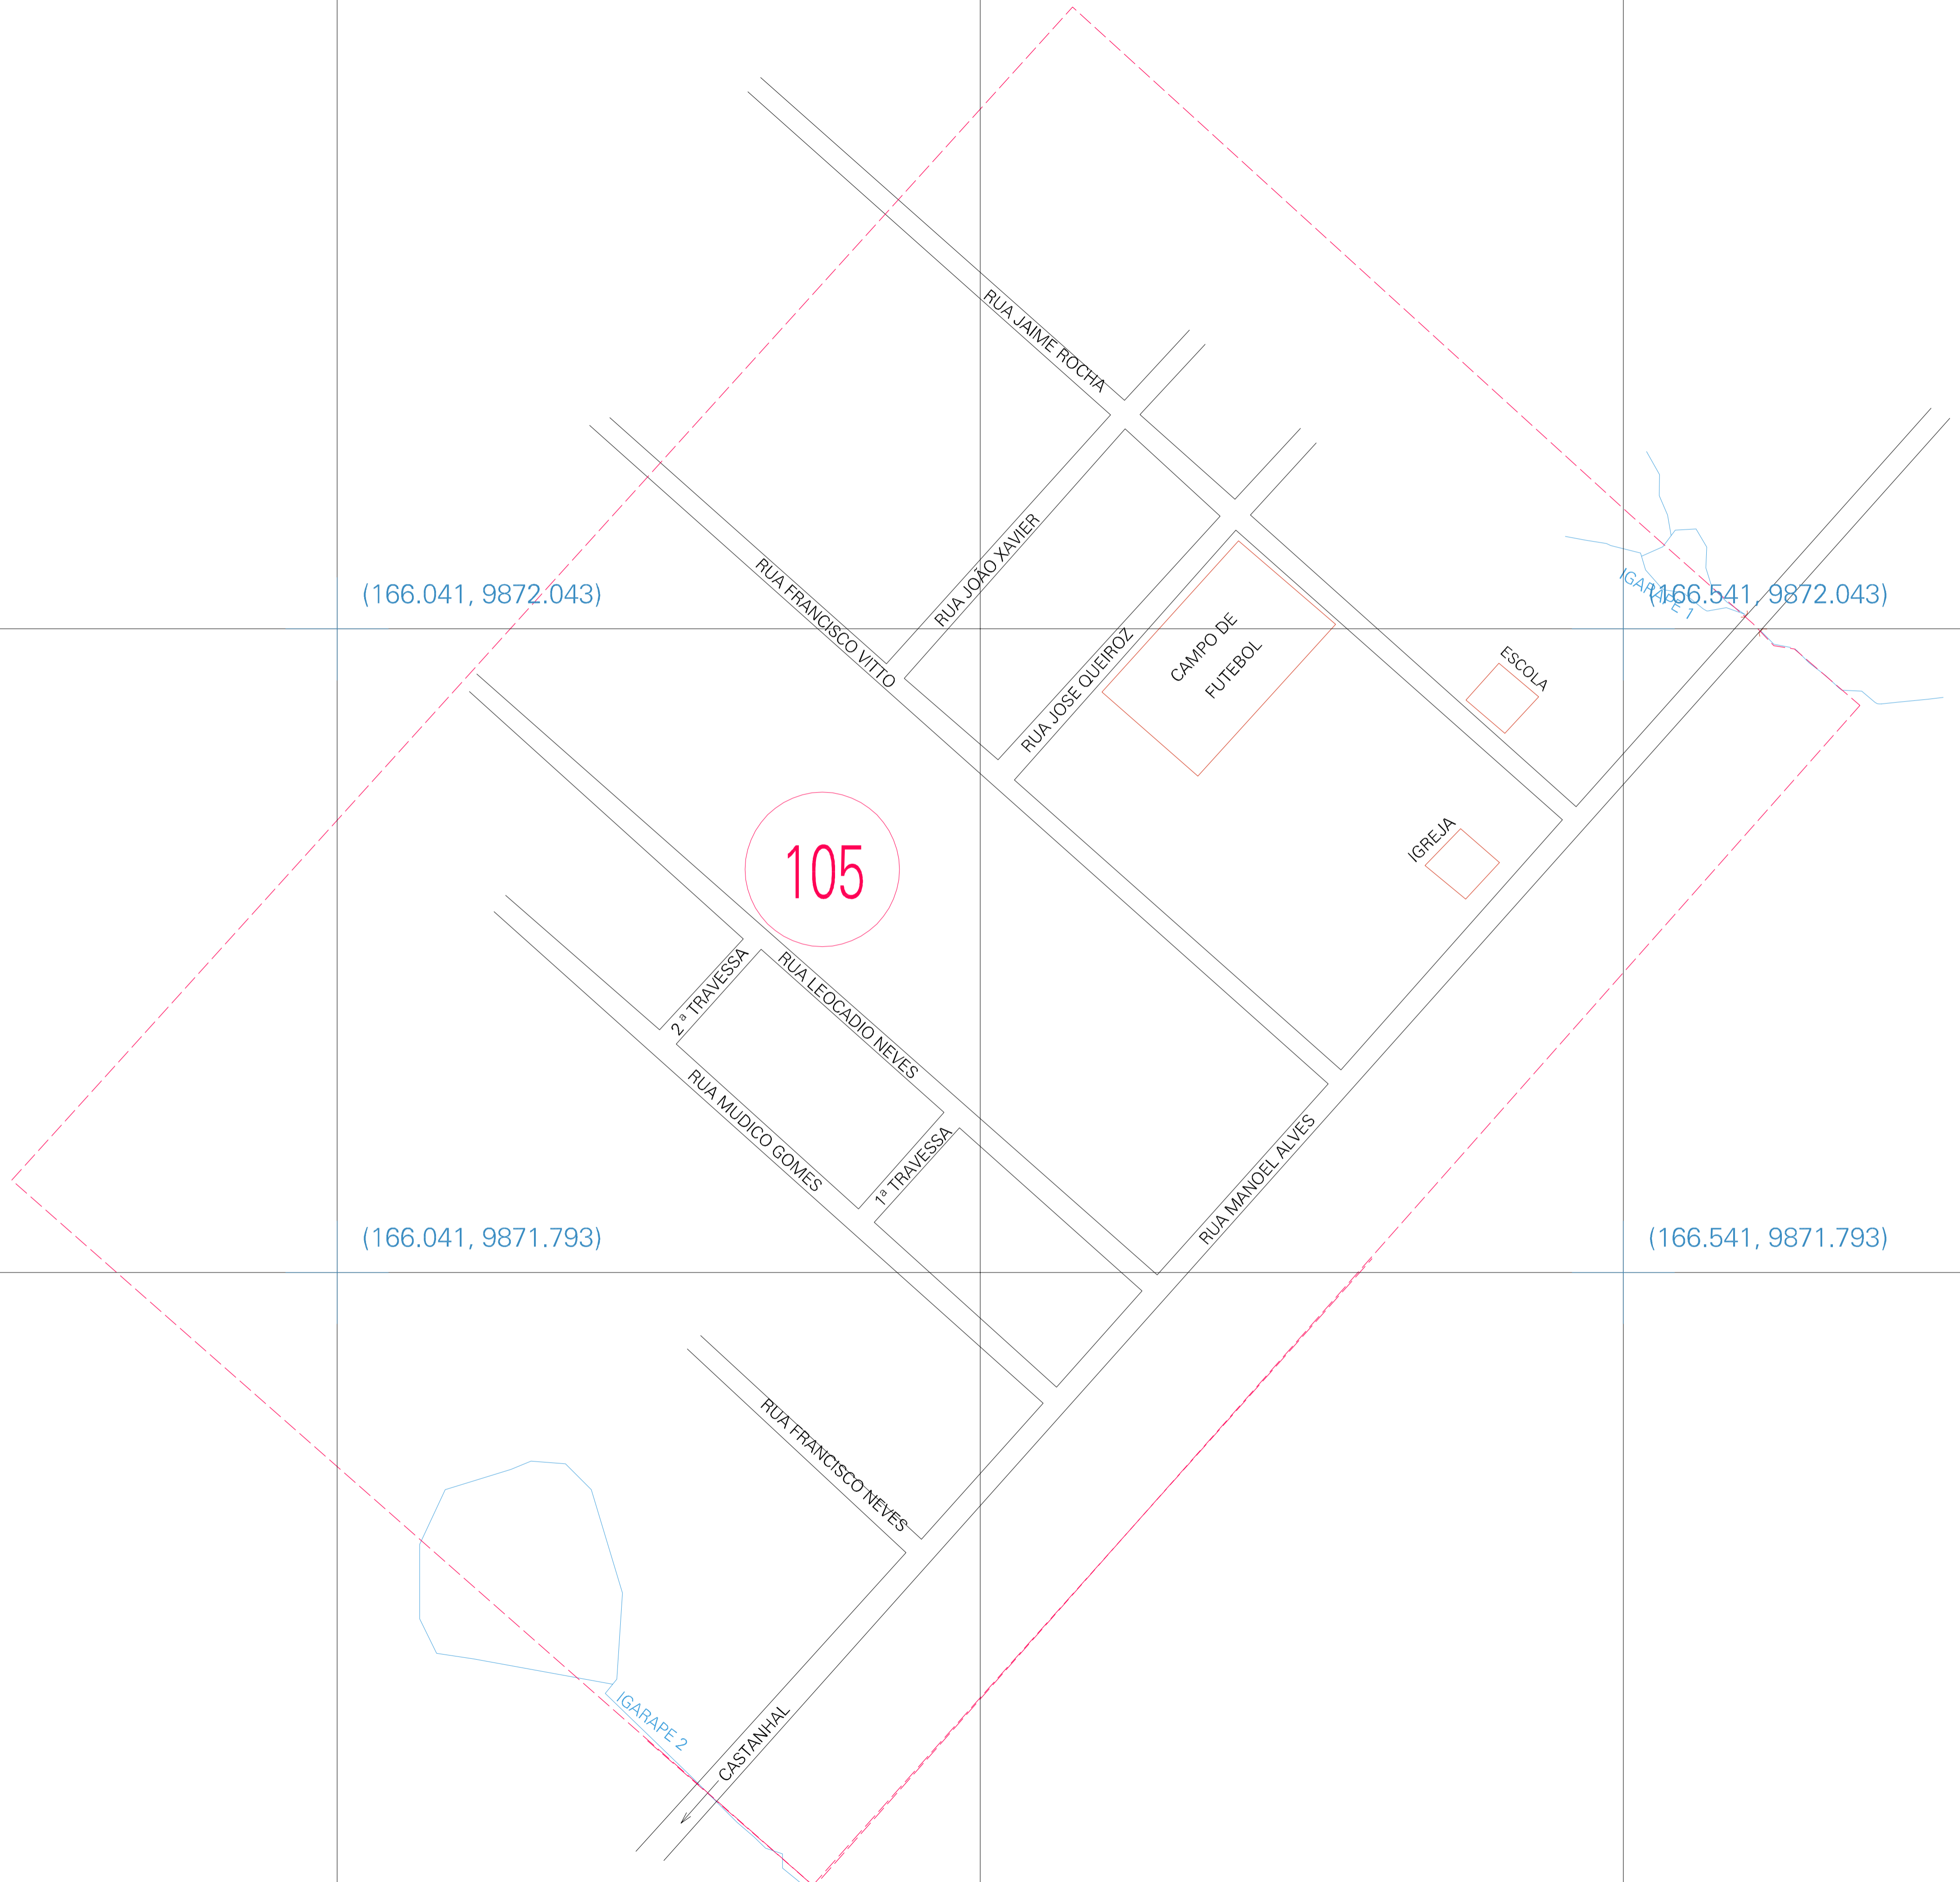 RUA JAIME ROCHA
RUA JOÃO XAVIER
RUA FRANCISCO VITTO
(166.041, 9872.043)
IGARAPE 1
(166.541, 9872.043)
CAMPO DE
FUTEBOL
RUA JOSE QUEIROZ
ESCOLA
IGREJA
105
2ª TRAVESSA
RUA LEOCADIO NEVES
RUA MUDICO GOMES
1ª TRAVESSA
RUA MANOEL ALVES
(166.041, 9871.793)
(166.541, 9871.793)
RUA FRANCISCO NEVES
IGARAPE 2
CASTANHAL